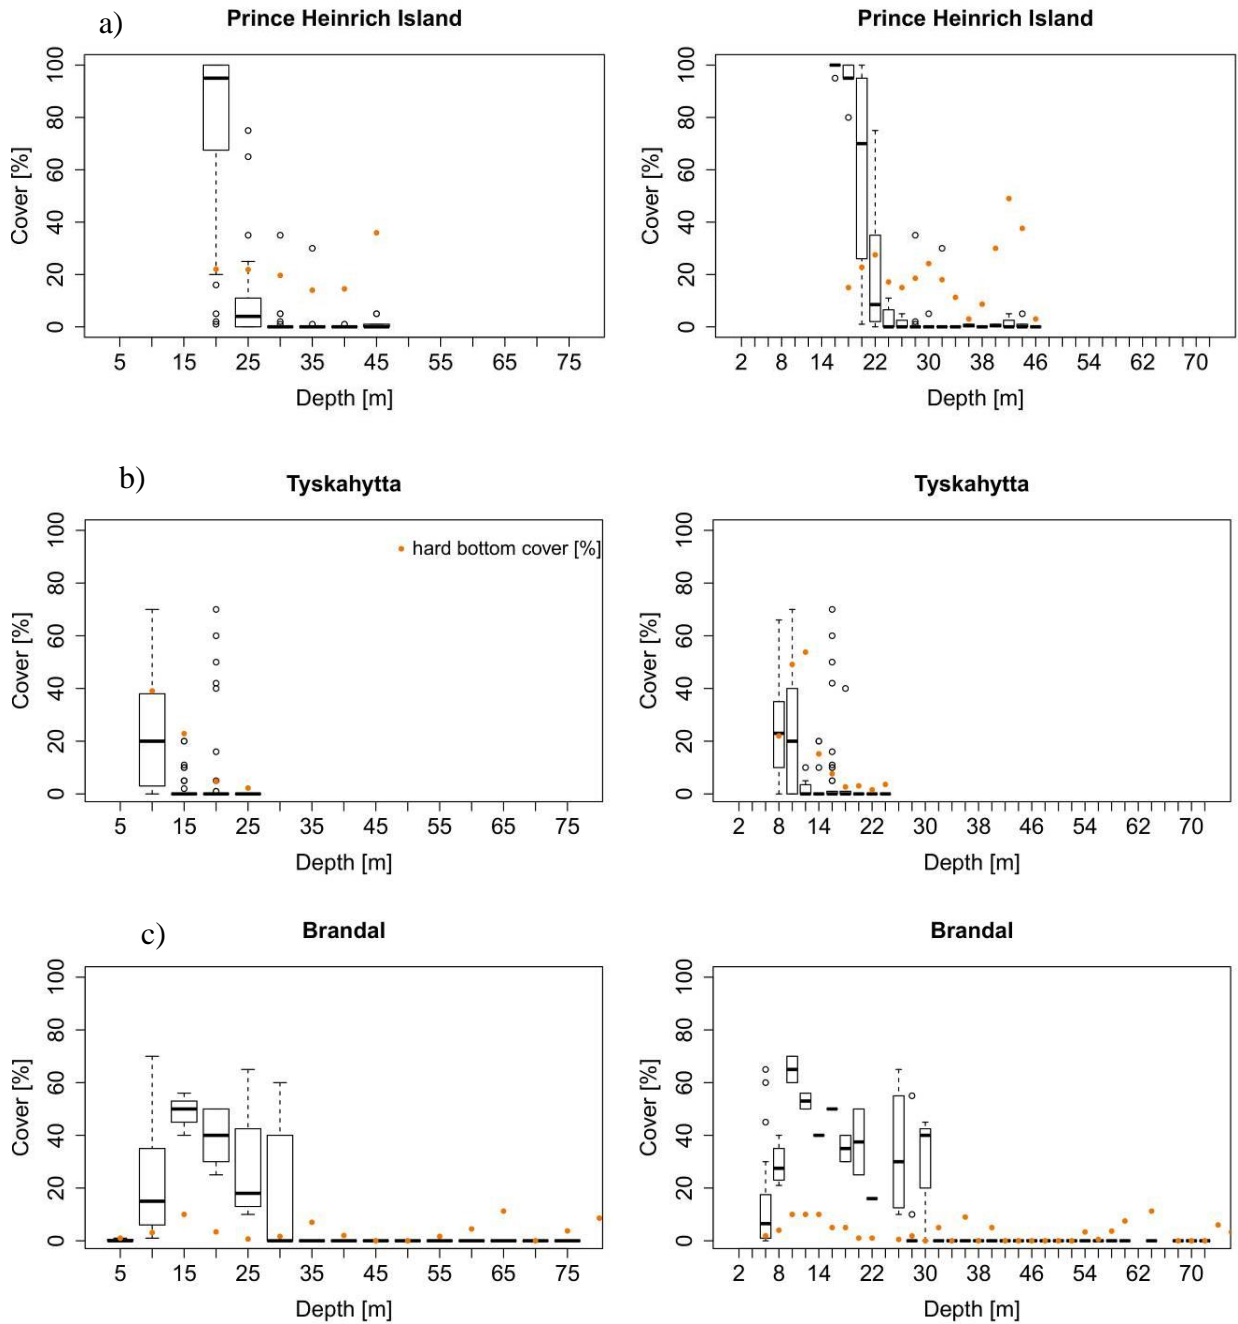 a)
Prince Heinrich Island
Prince Heinrich Island
Cover [%]
0 20 40 60 80 100
5 15 25 35 45 55 65 75
Depth [m]
Cover [%]
0 20 40 60 80 100
2 8 14 22 30 38 46 54 62 70
Depth [m]
b)
Tyskahytta
Tyskahytta
hard bottom cover [%]
Cover [%]
0 20 40 60 80 100
5 15 25 35 45 55 65 75
Depth [m]
Cover [%]
0 20 40 60 80 100
2 8 14 22 30 38 46 54 62 70
Depth [m]
c)
Brandal
Brandal
Cover [%]
0 20 40 60 80 100
5 15 25 35 45 55 65 75
Depth [m]
Cover [%]
0 20 40 60 80 100
2 8 14 22 30 38 46 54 62 70
Depth [m]